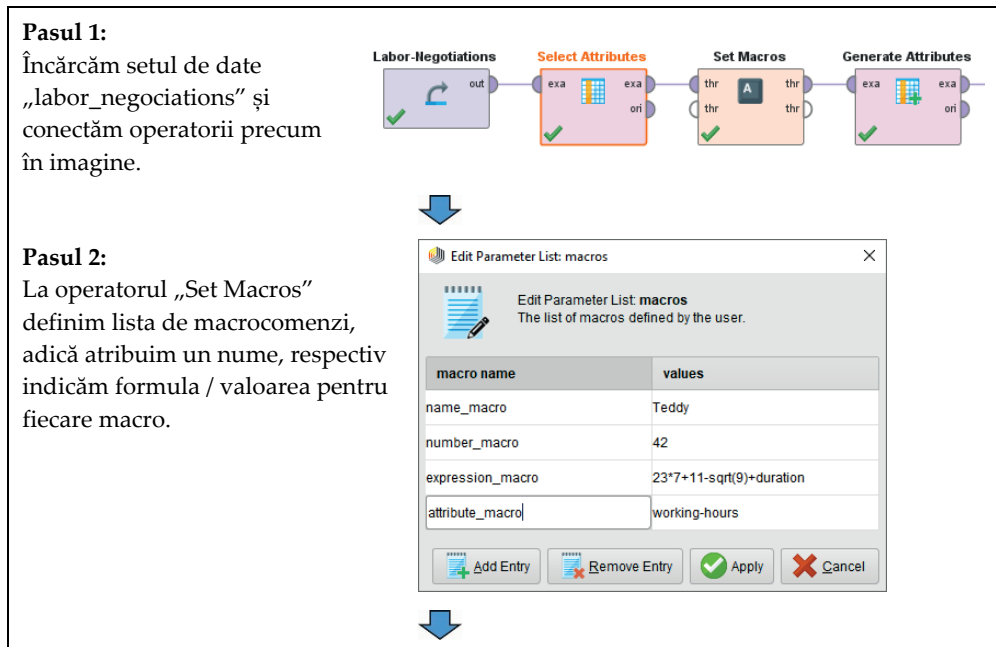 Pasul 1:
Încărcăm setul de date
„labor_negociations” și
conectăm operatorii precum
în imagine.
Labor-Negotiations
out
Select Attributes
exa
exa
ori
Set Macros
thr
thr
thr
thr
A
Generate Attributes
exa
exa
ori
Pasul 2:
La operatorul „Set Macros”
definim lista de macrocomenzi,
adică atribuim un nume, respectiv
indicăm formula / valoarea pentru
fiecare macro.
Edit Parameter List: macros
Edit Parameter List: macros
The list of macros defined by the user.
macro name values
name_macro Teddy
number_macro 42
expression_macro 23*7+11-sqrt(9)+duration
attribute_macro working-hours
Add Entry Remove Entry Apply Cancel